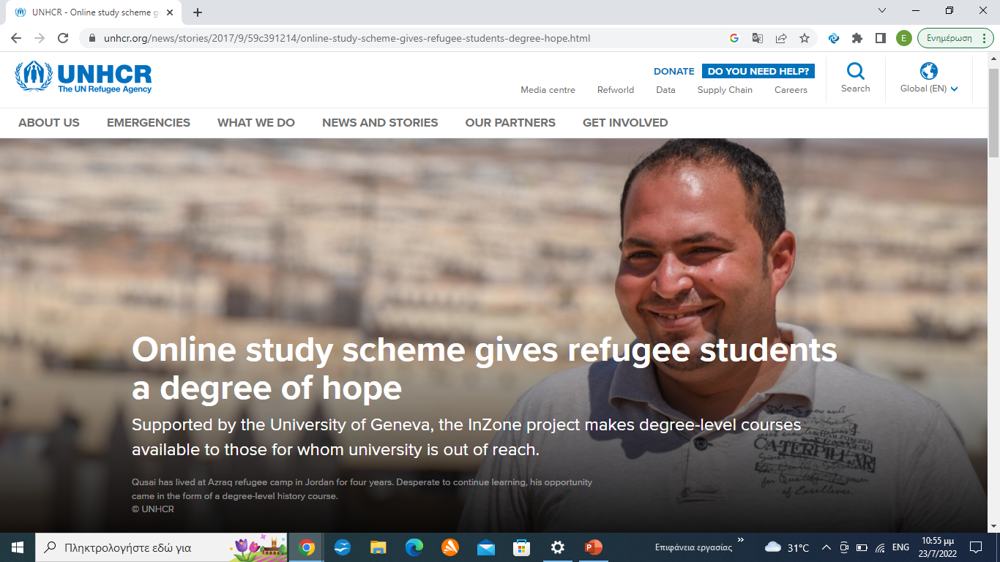 UNHCR - Online study scheme g
unhcr.org/news/stories/2017/9/59c391214/online-study-scheme-gives-refugee-students-degree-hope.html
E
Ενημέρωση
UNHCR
The UN Refugee Agency
DONATE
DO YOU NEED HELP?
Media centre Refworld Data Supply Chain Careers
Search
Global (EN)
ABOUT US EMERGENCIES WHAT WE DO NEWS AND STORIES OUR PARTNERS GET INVOLVED
Online study scheme gives refugee students
a degree of hope
Supported by the University of Geneva, the InZone project makes degree-level courses
available to those for whom university is out of reach.
CATERPILLAR
of Excellence.
Qusai has lived at Azraq refugee camp in Jordan for four years. Desperate to continue learning, his opportunity
came in the form of a degree-level history course.
© UNHCR
Πληκτρολογήστε εδώ για
Επιφάνεια εργασίας
31°C
ENG
10:55 μμ
23/7/2022